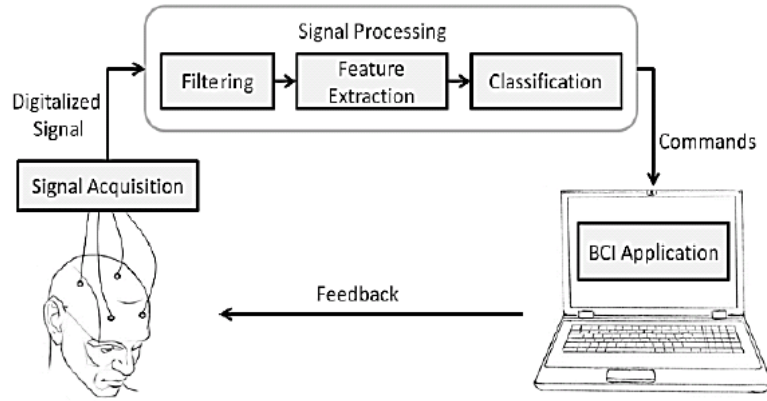 Signal Processing
Filtering
Feature
Extraction
Classification
Digitalized
Signal
Commands
Signal Acquisition
BCI Application
Feedback